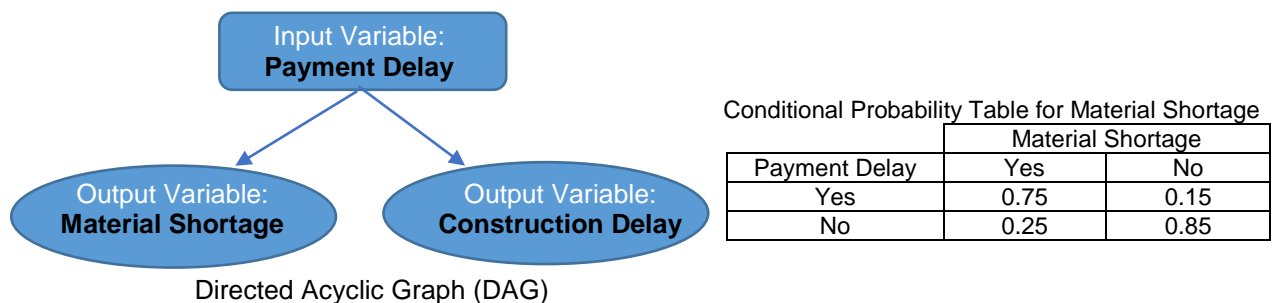 Input Variable:
Payment Delay
Output Variable:
Material Shortage
Output Variable:
Construction Delay
Directed Acyclic Graph (DAG)
Conditional Probability Table for Material Shortage
Material Shortage
Payment Delay Yes No
Yes 0.75 0.15
No 0.25 0.85